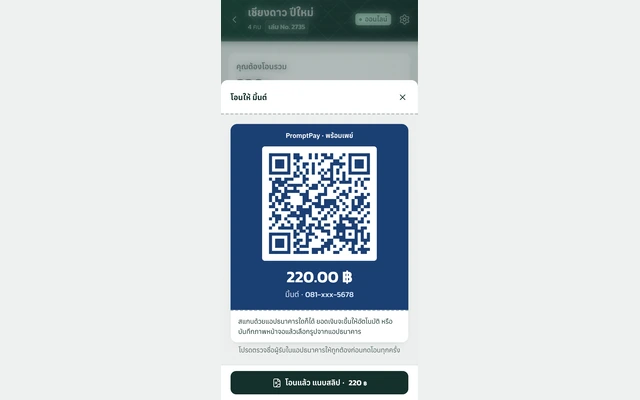 เชียงดาว ปีใหม่
4 คน เล่ม No. 2735
ออนไลน์
คุณต้องโอนรวม
โอนให้ มิ้นต์
PromptPay · พร้อมเพย์
220.00 ฿
มิ้นต์ · 081-xxx-5678
สแกนด้วยแอปธนาคารใดก็ได้ ยอดเงินจะขึ้นให้อัตโนมัติ หรือ
บันทึกภาพหน้าจอแล้วเลือกรูปจากแอปธนาคาร
โปรดตรวจชื่อผู้รับในแอปธนาคารให้ถูกต้องก่อนกดโอนทุกครั้ง
โอนแล้ว แนบสลิป · 220 ฿